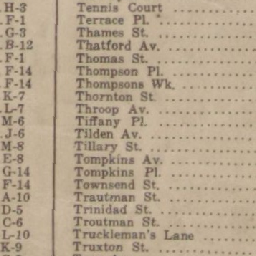 H-3 Tennis Court
F-1 Terrace Pl.
G-3 Thames St.
B-12 Thatford Av.
F-1 Thomas St.
F-14 Thompson Pl.
F-14 Thompsons Wk.
K-7 Thornton St.
L-7 Throop Av.
M-6 Tiffany Pl.
J-6 Tilden Av.
M-8 Tillary St.
E-8 Tompkins Av.
G-14 Tompkins Pl.
F-14 Townsend St.
A-10 Trautman St.
D-5 Trinidad St.
C-6 Troutman St.
L-10 Truckleman's Lane
K-9 Truxton St.